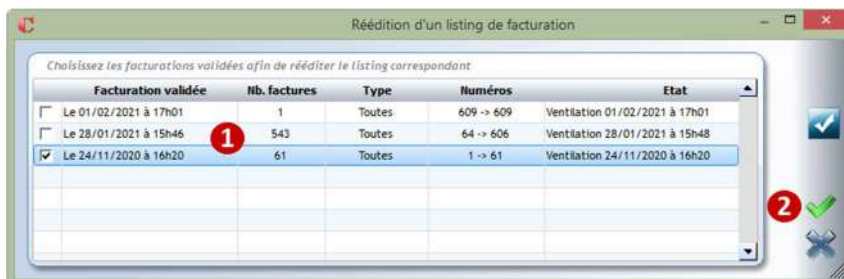 Réédition d'un listing de facturation
Choisissez les facturations validées afin de rééditer le listing correspondant
Facturation validée Nb. factures Type Numéros Etat
Le 01/02/2021 à 17h01 1 Toutes 609 -> 609 Ventilation 01/02/2021 à 17h01
Le 28/01/2021 à 15h46 543 Toutes 64 -> 606 Ventilation 28/01/2021 à 15h48
1
Le 24/11/2020 à 16h20 61 Toutes 1 -> 61 Ventilation 24/11/2020 à 16h20
2